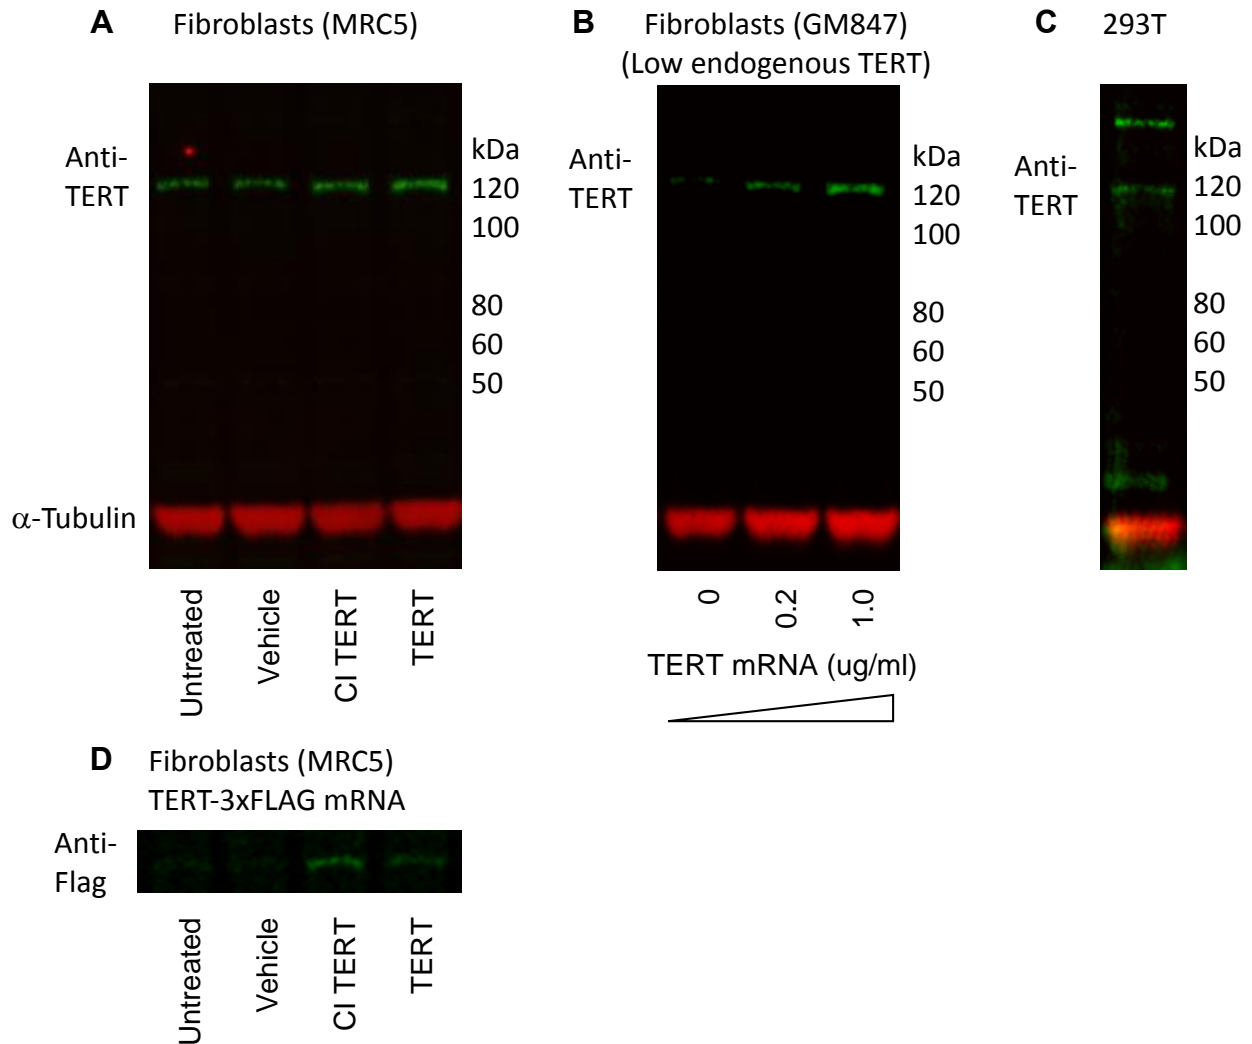 A Fibroblasts (MRC5)
Anti-
TERT
kDa
120
100
80
60
50
α-Tubulin
Untreated
Vehicle
CI TERT
TERT
B Fibroblasts (GM847)
(Low endogenous TERT)
Anti-
TERT
kDa
120
100
80
60
50
0
0.2
1.0
TERT mRNA (ug/ml)
C 293T
Anti-
TERT
kDa
120
100
80
60
50
D Fibroblasts (MRC5)
TERT-3xFLAG mRNA
Anti-
Flag
Untreated
Vehicle
CI TERT
TERT